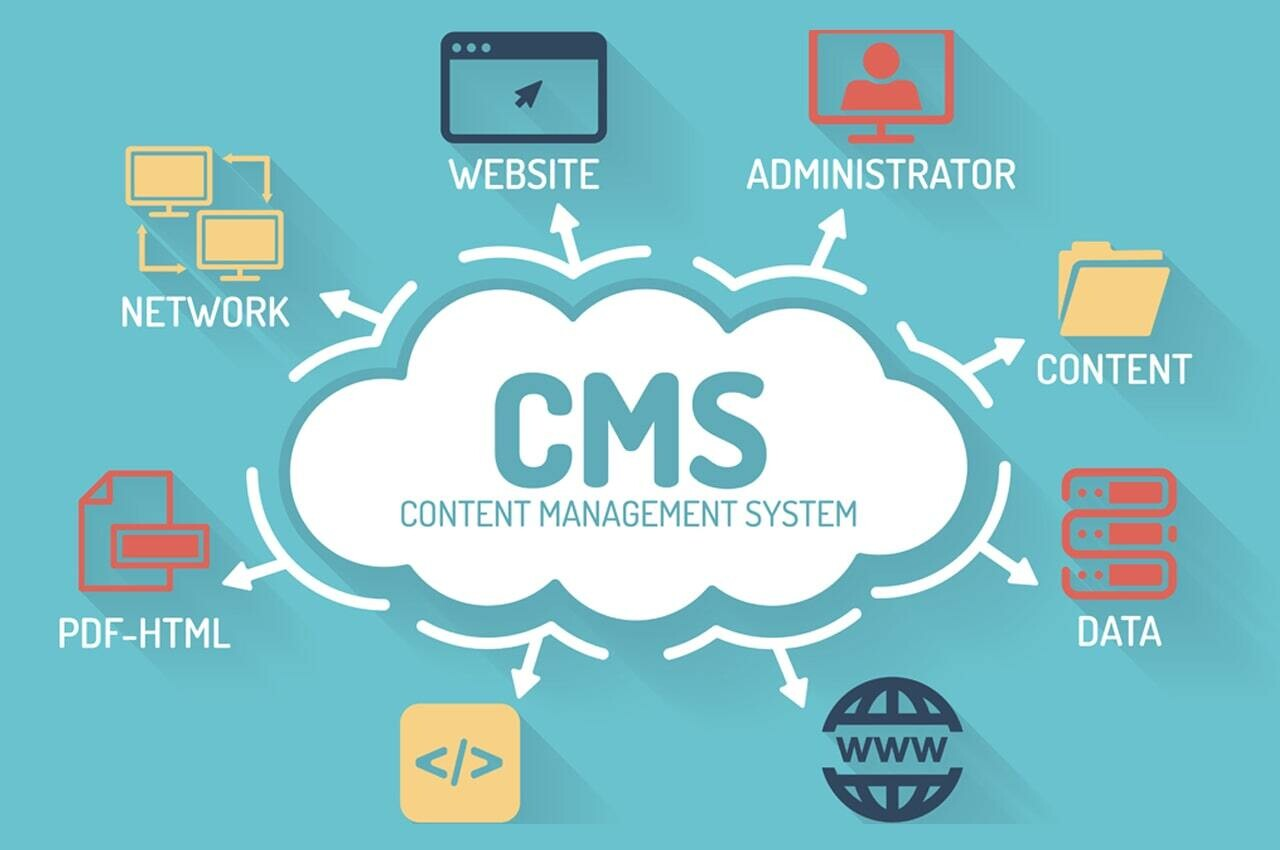 WEBSITE
ADMINISTRATOR
NETWORK
CONTENT
CMS
CONTENT MANAGEMENT SYSTEM
PDF-HTML
DATA
</>
WWW